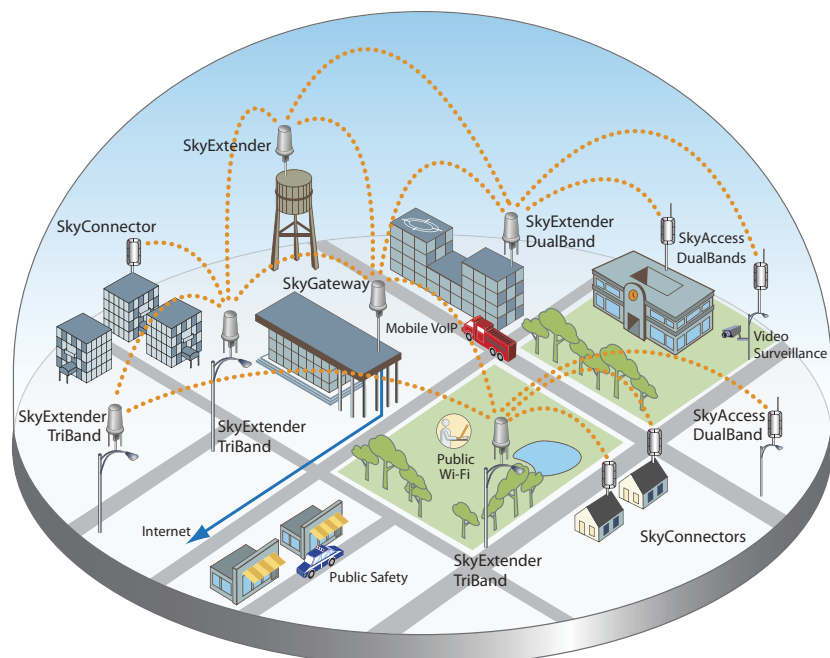 SkyExtender
SkyConnector
SkyExtender
DualBand
SkyAccess
DualBands
SkyGateway
Mobile VoIP
Video
Surveillance
SkyExtender
TriBand
SkyExtender
TriBand
SkyAccess
DualBand
Public
Wi-Fi
Internet
SkyConnectors
SkyExtender
TriBand
Public Safety